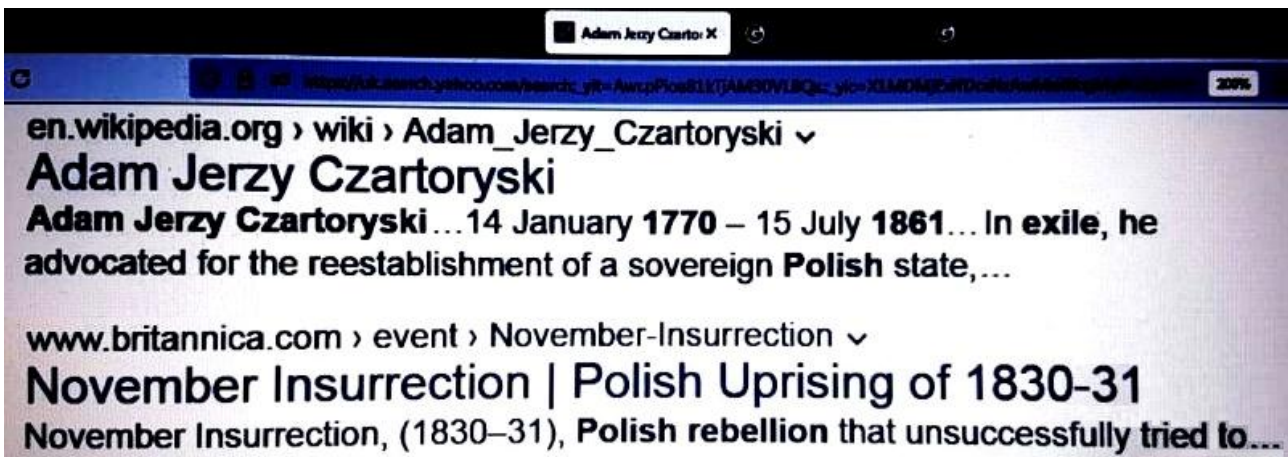 Adam Jerzy Czarto
200%
en.wikipedia.org › wiki › Adam_Jerzy_Czartoryski
Adam Jerzy Czartoryski
Adam Jerzy Czartoryski...14 January 1770 – 15 July 1861... In exile, he
advocated for the reestablishment of a sovereign Polish state,...
www.britannica.com › event › November-Insurrection
November Insurrection | Polish Uprising of 1830-31
November Insurrection, (1830–31), Polish rebellion that unsuccessfully tried to...